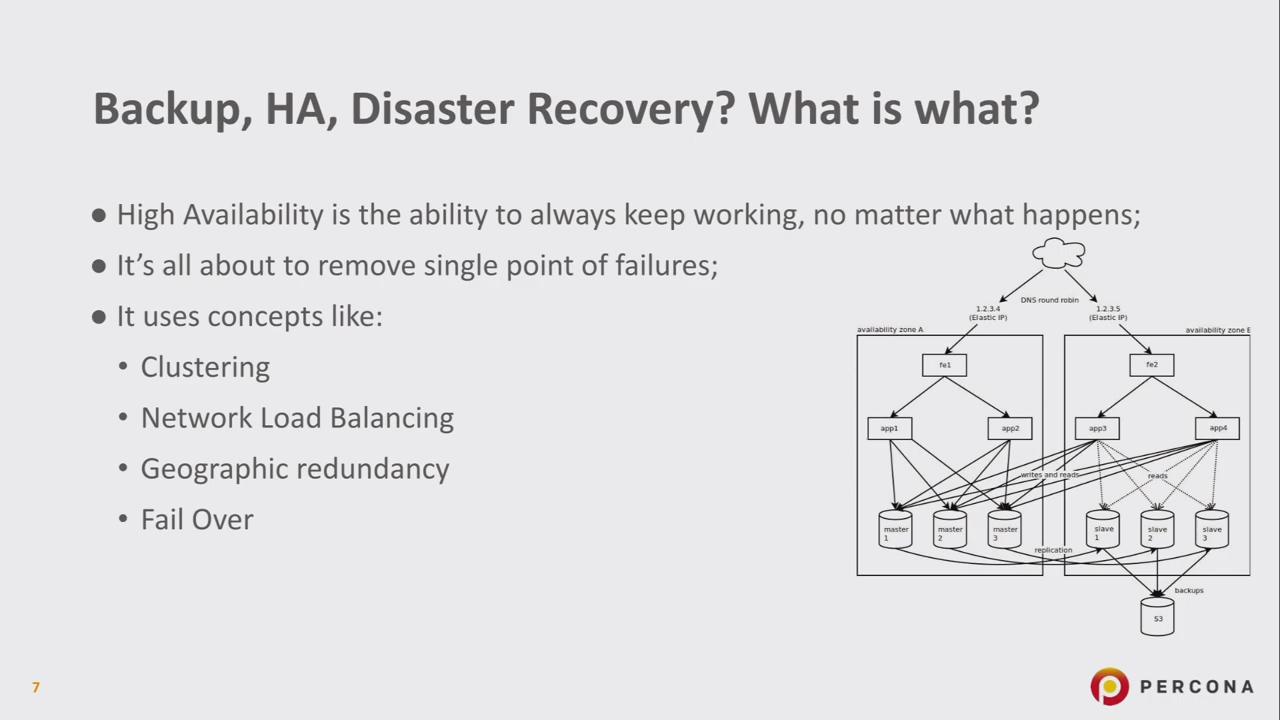 Backup, HA, Disaster Recovery? What is what?
● High Availability is the ability to always keep working, no matter what happens;
● It’s all about to remove single point of failures;
● It uses concepts like:
• Clustering
• Network Load Balancing
• Geographic redundancy
• Fail Over
DNS round robin
1.2.3.4
(Elastic IP)
1.2.3.5
(Elastic IP)
availability zone A
availability zone E
fe1
fe2
app1
app2
app3
app4
writes and reads
reads
master
1
master
2
master
3
slave
1
slave
2
slave
3
replication
backups
S3
7
PERCONA